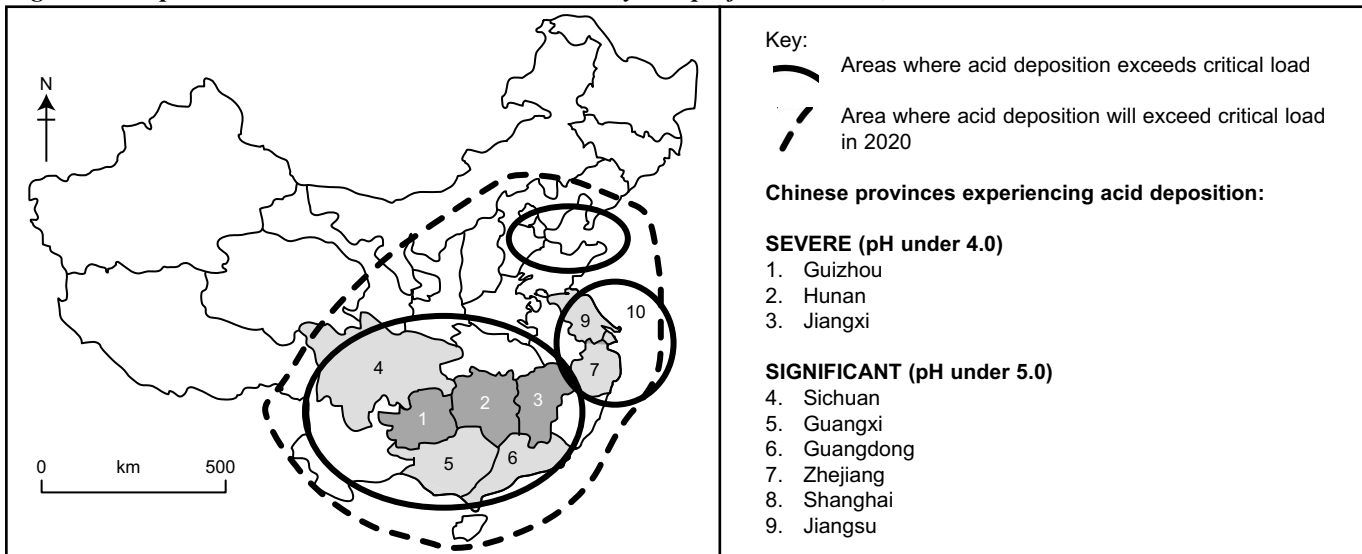 N
10
9
7
4
1
2
3
5
6
0 km 500
Key:
Areas where acid deposition exceeds critical load
Area where acid deposition will exceed critical load
in 2020
Chinese provinces experiencing acid deposition:
SEVERE (pH under 4.0)
1. Guizhou
2. Hunan
3. Jiangxi
SIGNIFICANT (pH under 5.0)
4. Sichuan
5. Guangxi
6. Guangdong
7. Zhejiang
8. Shanghai
9. Jiangsu